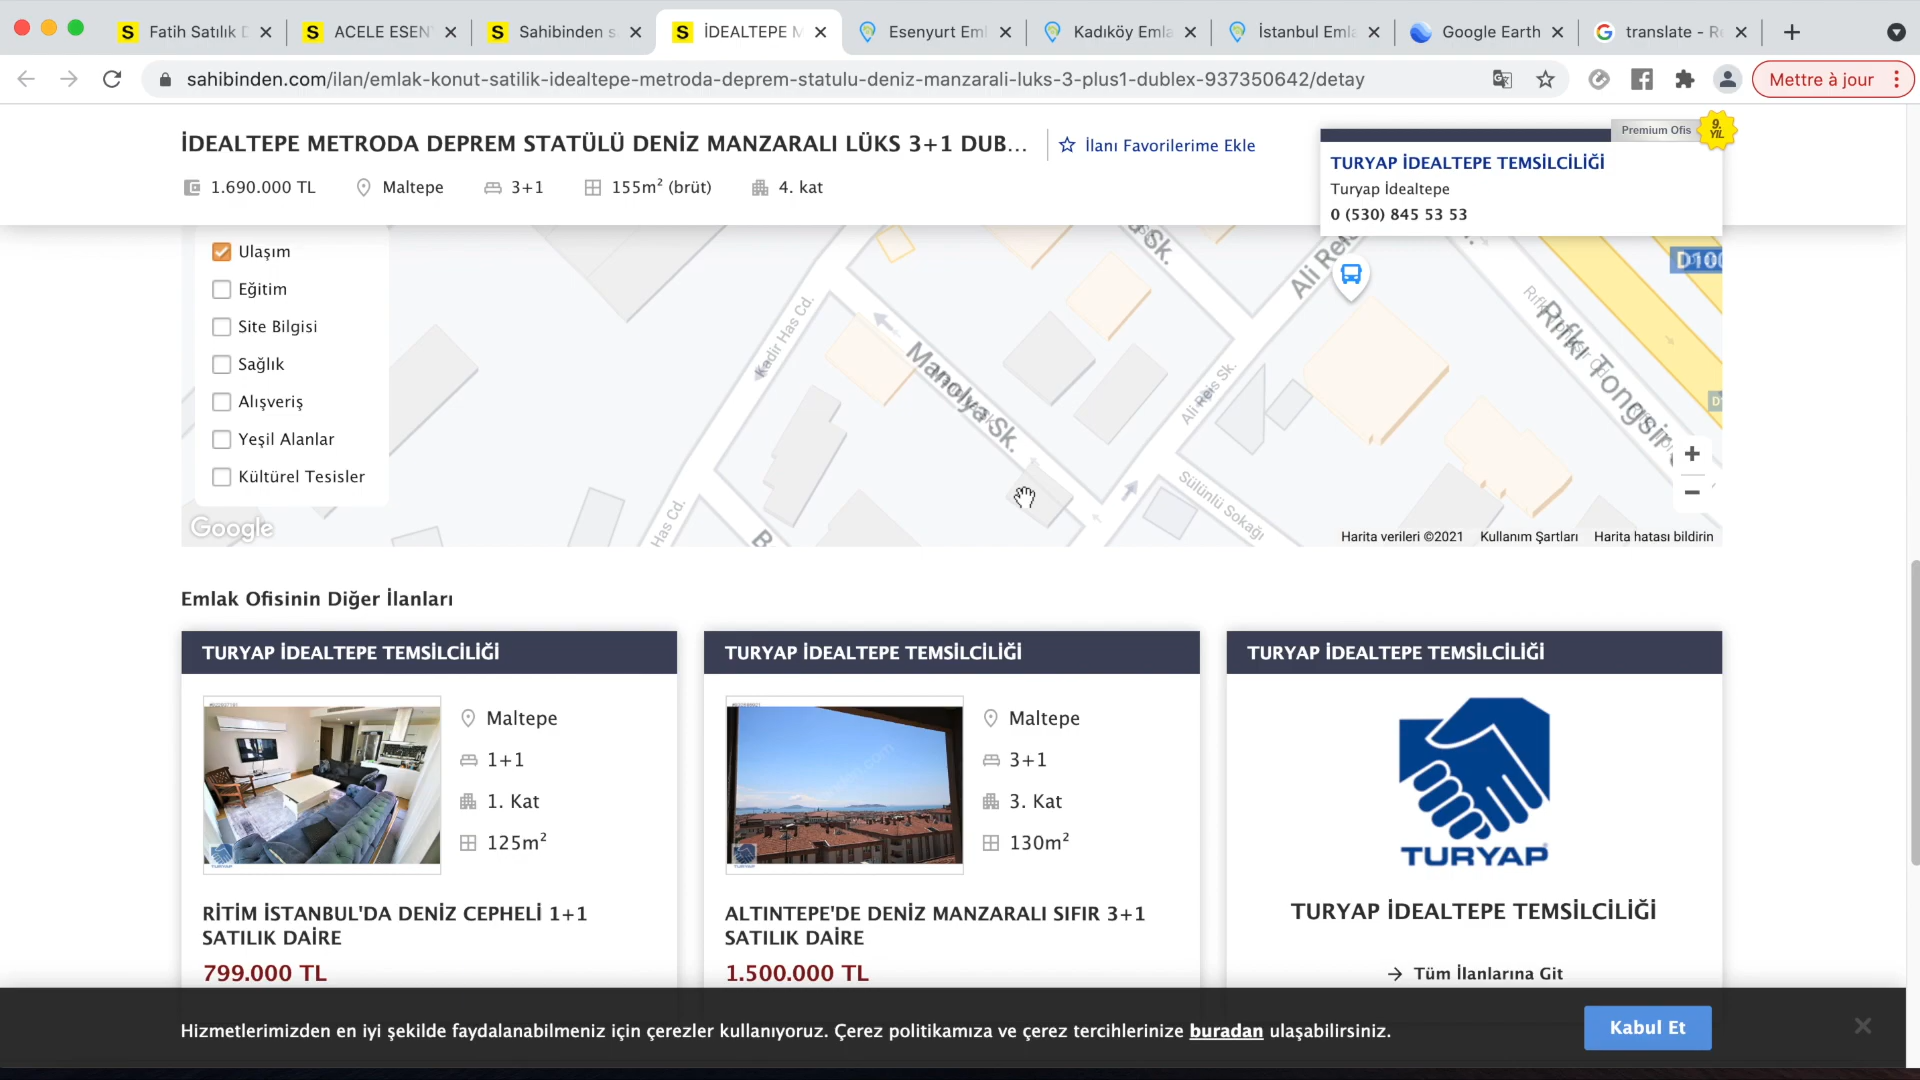 Fatih Satılık D
ACELE ESEN
Sahibinden s
İDEALTEPE M
Esenyurt Eml
Kadıköy Emla
İstanbul Emla
Google Earth
translate - R
sahibinden.com/ilan/emlak-konut-satilik-idealtepe-metroda-deprem-statulu-deniz-manzarali-luks-3-plus1-dublex-937350642/detay
Mettre à jour
İDEALTEPE METRODA DEPREM STATÜLÜ DENİZ MANZARALI LÜKS 3+1 DUB...
İlanı Favorilerime Ekle
1.690.000 TL
Maltepe
3+1
155m² (brüt)
4. kat
Premium Ofis
9. YIL
TURYAP İDEALTEPE TEMSİLCİLİĞİ
Turyap İdealtepe
0 (530) 845 53 53
Ulaşım
Eğitim
Site Bilgisi
Sağlık
Alışveriş
Yeşil Alanlar
Kültürel Tesisler
Kadir Has Cd.
Has Cd.
Manolya Sk.
Sk.
Ali Reis
Ali Reis Sk.
Sülünlü Sokağı
Rıfkı Tongsir
D100
Google
Harita verileri ©2021
Kullanım Şartları
Harita hatası bildirin
Emlak Ofisinin Diğer İlanları
TURYAP İDEALTEPE TEMSİLCİLİĞİ
Maltepe
1+1
1. Kat
125m²
RİTİM İSTANBUL'DA DENİZ CEPHELİ 1+1
SATILIK DAİRE
799.000 TL
TURYAP İDEALTEPE TEMSİLCİLİĞİ
Maltepe
3+1
3. Kat
130m²
ALTINTEPE'DE DENİZ MANZARALI SIFIR 3+1
SATILIK DAİRE
1.500.000 TL
TURYAP İDEALTEPE TEMSİLCİLİĞİ
TURYAP
TURYAP İDEALTEPE TEMSİLCİLİĞİ
Tüm İlanlarına Git
Hizmetlerimizden en iyi şekilde faydalanabilmeniz için çerezler kullanıyoruz. Çerez politikamıza ve çerez tercihlerinize buradan ulaşabilirsiniz.
Kabul Et